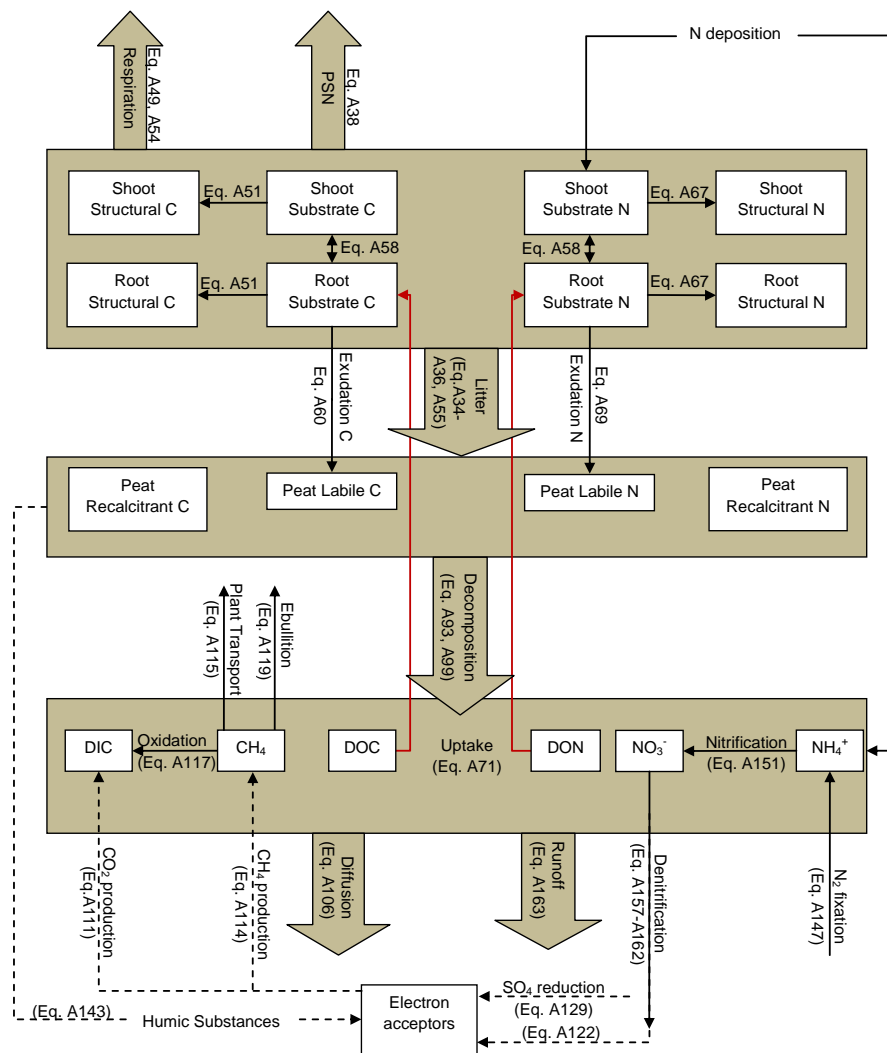 N deposition
Respiration
Eq. A49, A54
PSN
Eq. A38
Shoot
Structural C
Eq. A51
Shoot
Substrate C
Shoot
Substrate N
Eq. A67
Shoot
Structural N
Eq. A58
Eq. A58
Root
Structural C
Eq. A51
Root
Substrate C
Root
Substrate N
Eq. A67
Root
Structural N
Exudation C
Eq. A60
Litter
(Eq.A34-
A36, A55)
Eq. A69
Exudation N
Peat
Recalcitrant C
Peat Labile C
Peat Labile N
Peat
Recalcitrant N
Plant Transport
(Eq. A115)
Ebullition
(Eq. A119)
Decomposition
(Eq. A93, A99)
DIC
Oxidation
(Eq. A117)
CH₄
DOC
Uptake
(Eq. A71)
DON
NO₃⁻
Nitrification
(Eq. A151)
NH₄⁺
CO₂ production
(Eq.A111)
CH₄ production
(Eq. A114)
Diffusion
(Eq. A106)
Runoff
(Eq. A163)
Denitrification
(Eq. A157-A162)
N₂ fixation
(Eq. A147)
(Eq. A143)
Humic Substances
Electron
acceptors
SO₄ reduction
(Eq. A129)
(Eq. A122)